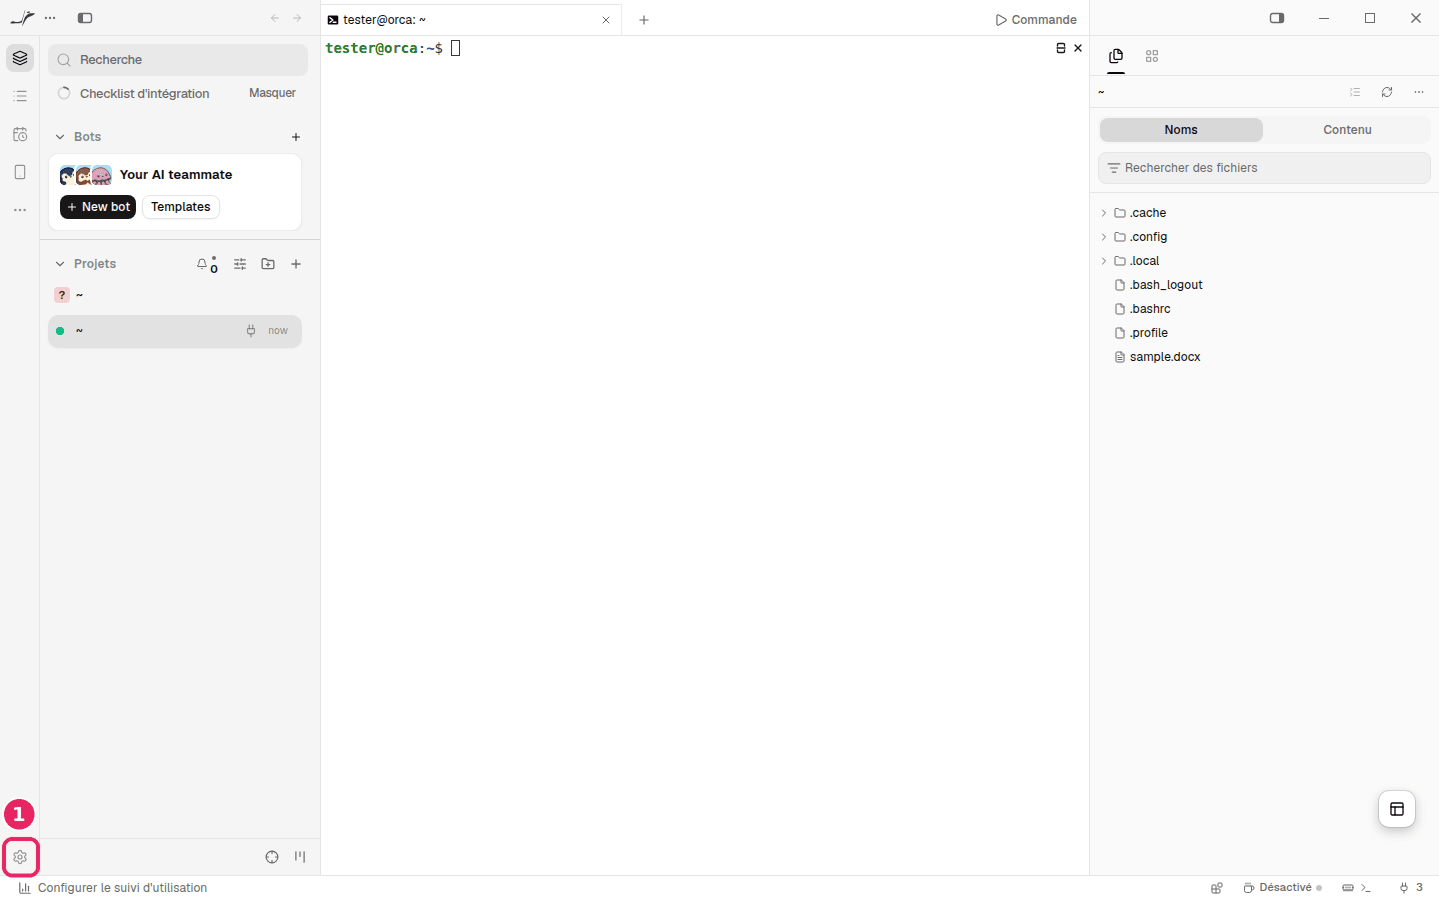 tester@orca: ~
Commande
Recherche
Checklist d'intégration
Masquer
Bots
Your AI teammate
New bot
Templates
Projets
0
? ~
~
now
1
Configurer le suivi d'utilisation
tester@orca:~$
~
Noms
Contenu
Rechercher des fichiers
.cache
.config
.local
.bash_logout
.bashrc
.profile
sample.docx
Désactivé
3